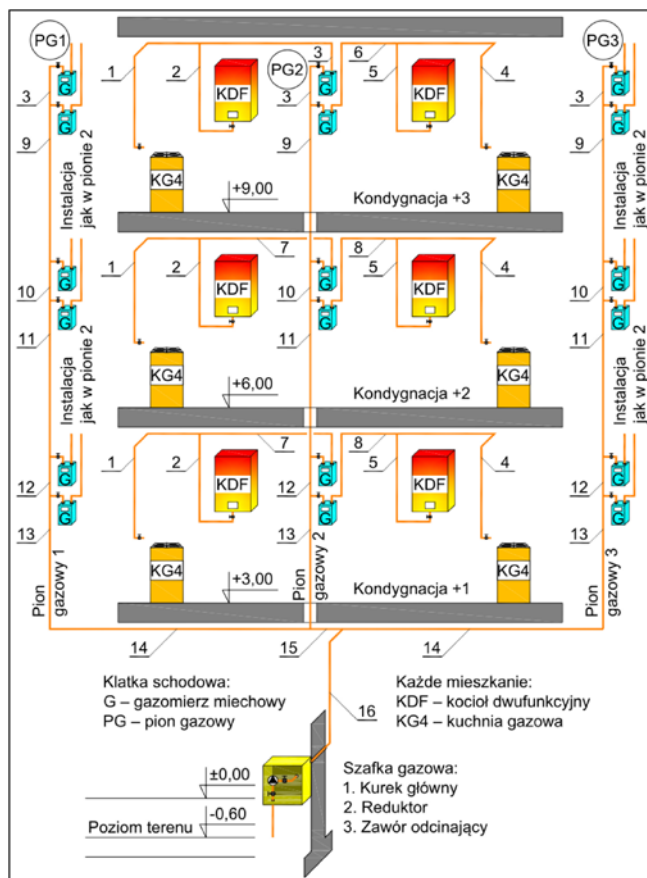 PG1
3
PG3
1
2
PG2
6
5
4
KDF
3
KDF
3
G
G
G
3
9
G
9
G
G
9
Instalacja
jak w pionie 2
KG4
+9,00
Kondygnacja +3
KG4
Instalacja
jak w pionie 2
7
8
1
2
5
4
10
G
KDF
10
G
KDF
10
G
11
G
11
G
11
G
Instalacja
jak w pionie 2
KG4
+6,00
Kondygnacja +2
KG4
Instalacja
jak w pionie 2
7
8
1
2
5
4
12
G
KDF
12
G
KDF
12
G
13
G
13
G
13
G
Pion
gazowy 1
KG4
+3,00
Pion
gazowy 2
Kondygnacja +1
KG4
Pion
gazowy 3
14
15
14
Klatka schodowa:
G – gazomierz miechowy
PG – pion gazowy
16
Każde mieszkanie:
KDF – kocioł dwufunkcyjny
KG4 – kuchnia gazowa
±0,00
-0,60
Poziom terenu
Szafka gazowa:
1. Kurek główny
2. Reduktor
3. Zawór odcinający